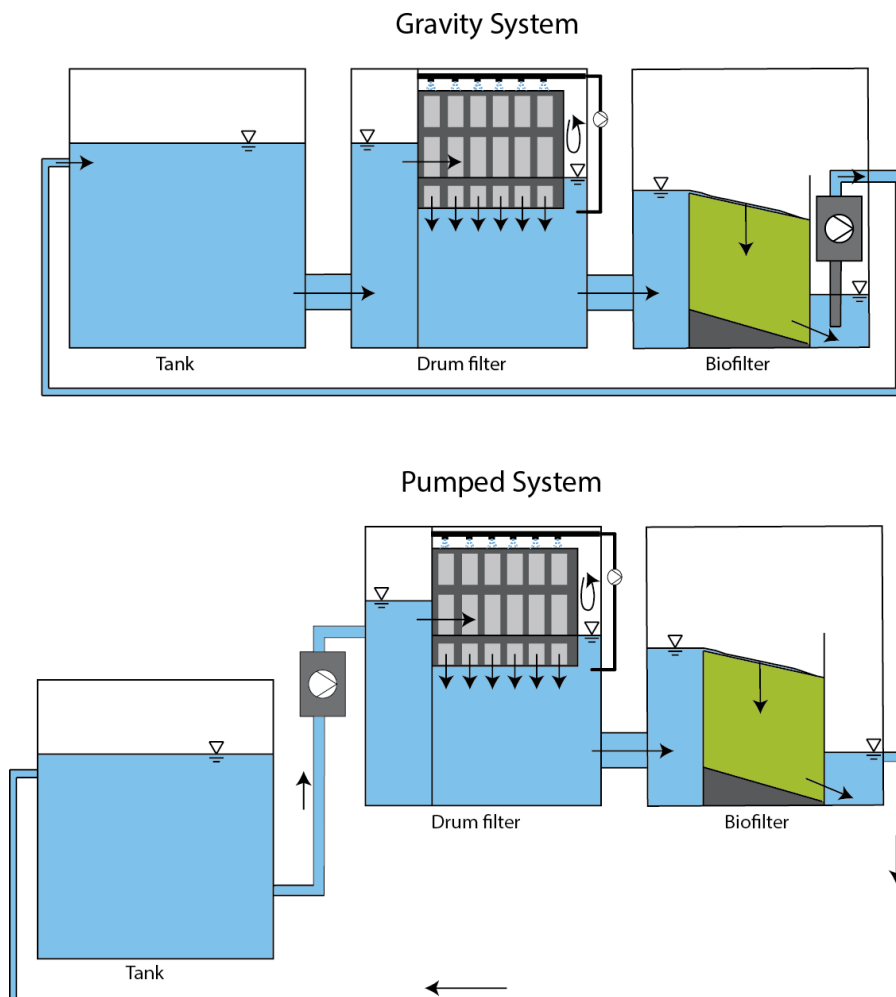 Gravity System
Tank
Drum filter
Biofilter
Pumped System
Drum filter
Biofilter
Tank